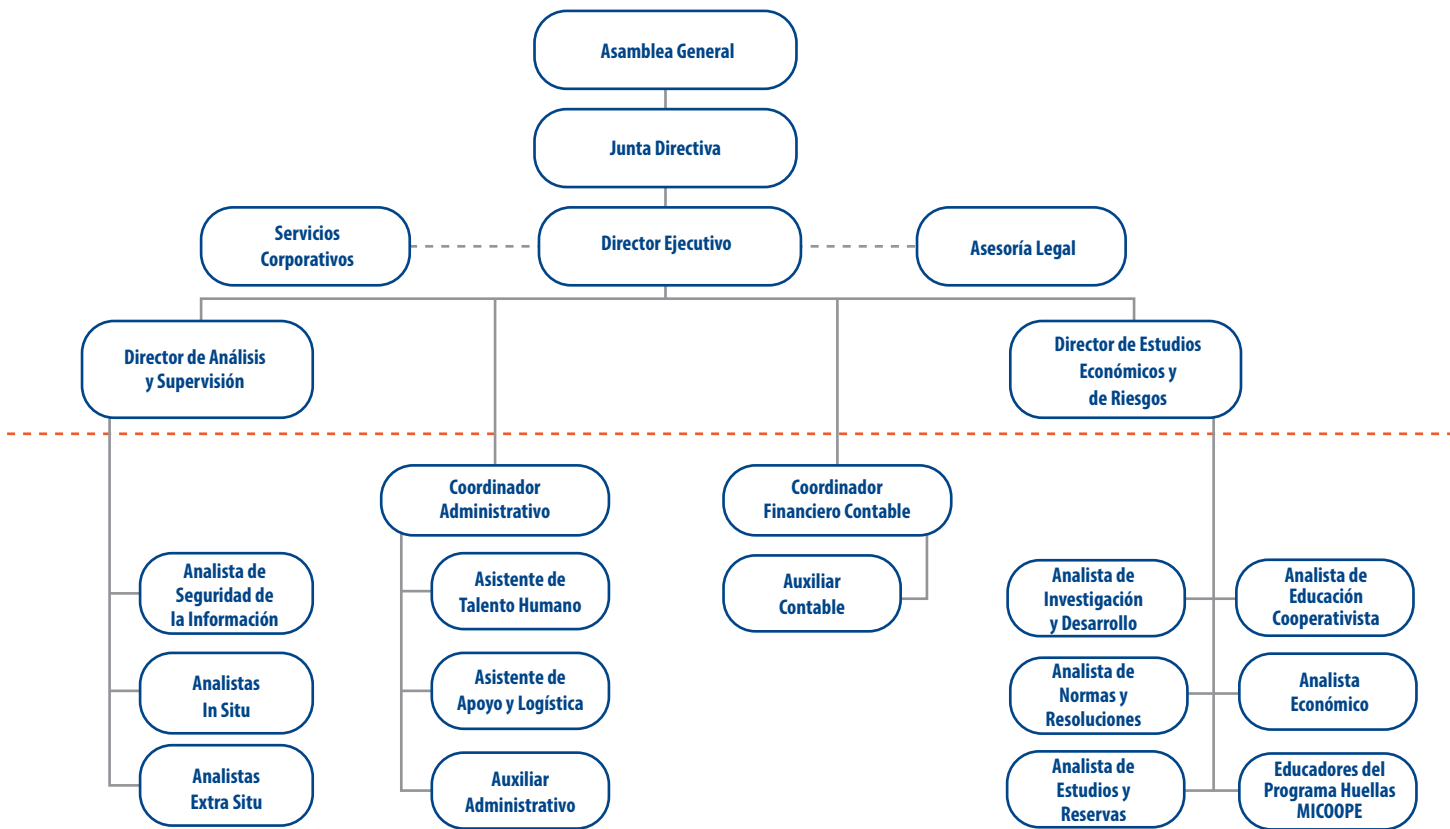 Asamblea General
Junta Directiva
Servicios
Corporativos
Director Ejecutivo
Asesoría Legal
Director de Análisis
y Supervisión
Director de Estudios
Económicos y
de Riesgos
Coordinador
Administrativo
Coordinador
Financiero Contable
Analista de
Seguridad de
la Información
Analistas
In Situ
Analistas
Extra Situ
Asistente de
Talento Humano
Asistente de
Apoyo y Logística
Auxiliar
Administrativo
Auxiliar
Contable
Analista de
Investigación
y Desarrollo
Analista de
Normas y
Resoluciones
Analista de
Estudios y
Reservas
Analista de
Educación
Cooperativista
Analista
Económico
Educadores del
Programa Huellas
MICOOPE